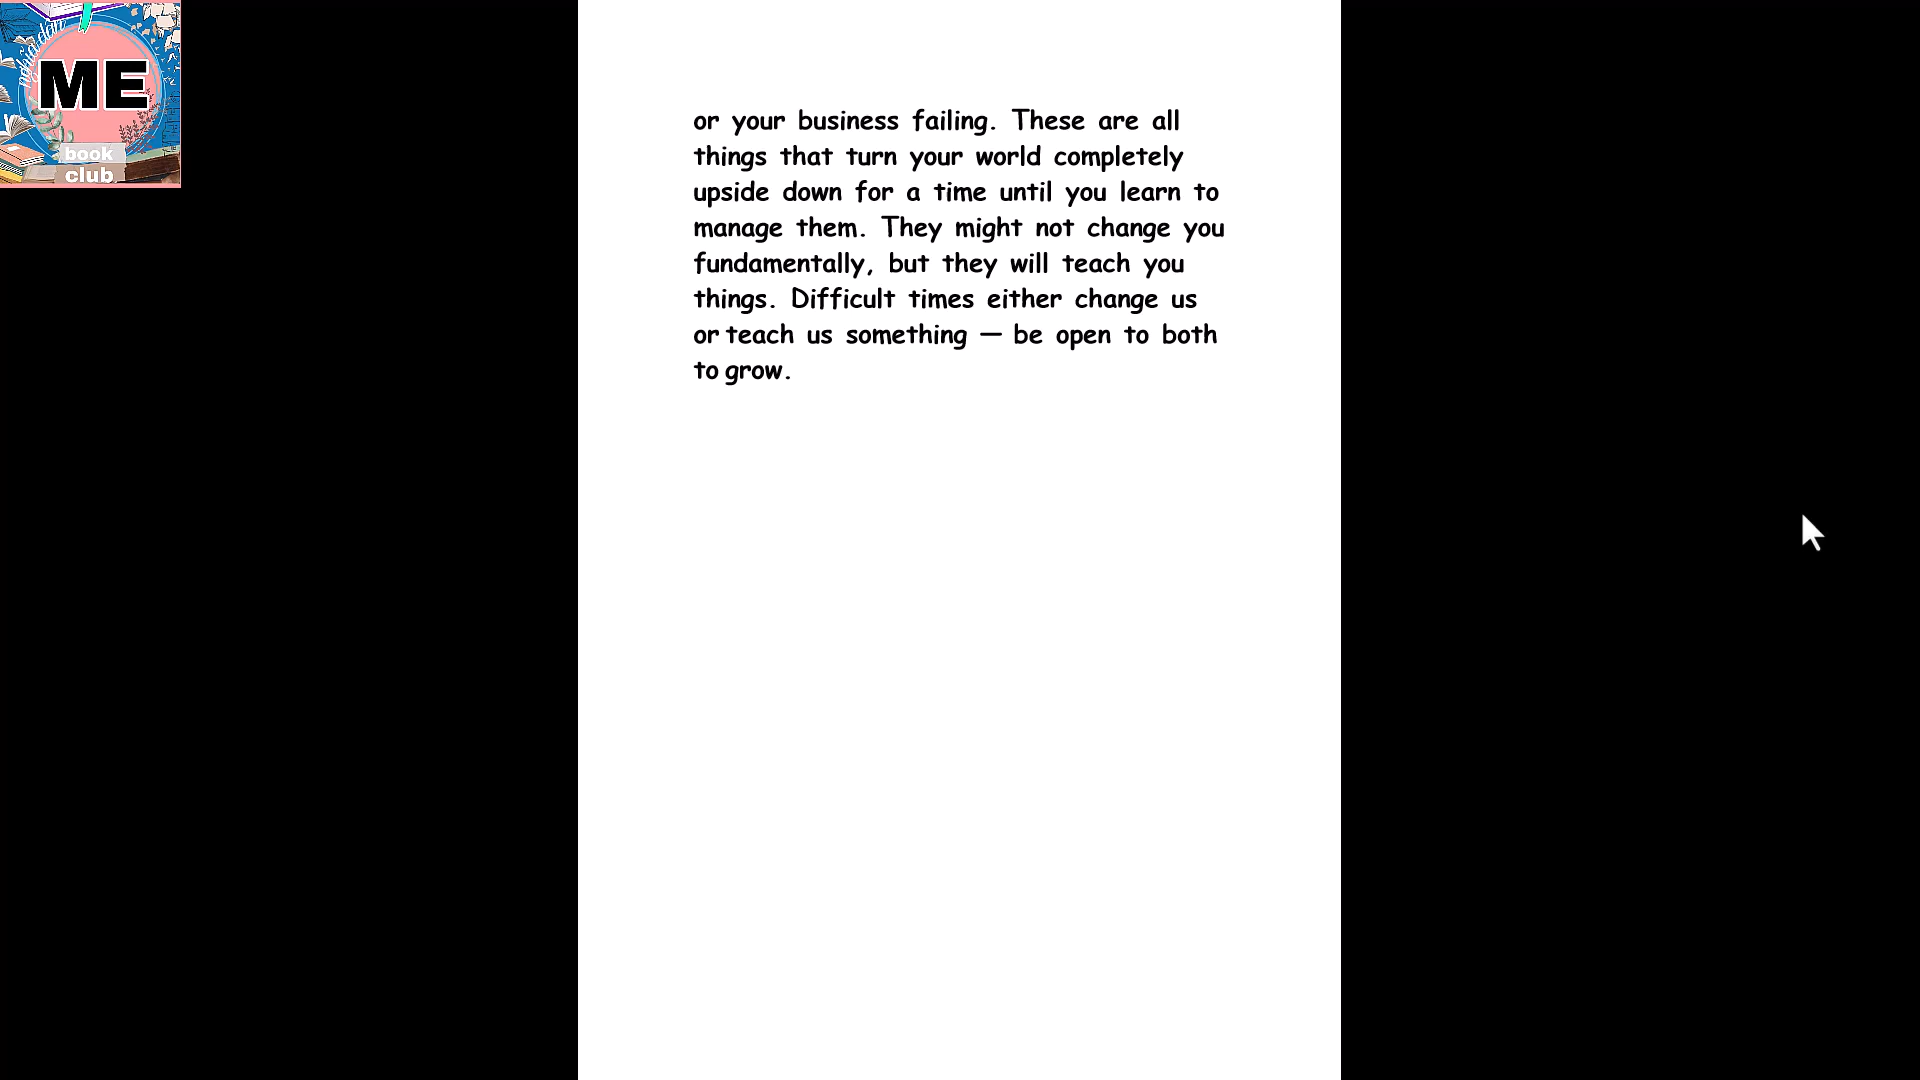 ME
book
club
or your business failing. These are all
things that turn your world completely
upside down for a time until you learn to
manage them. They might not change you
fundamentally, but they will teach you
things. Difficult times either change us
or teach us something — be open to both
to grow.